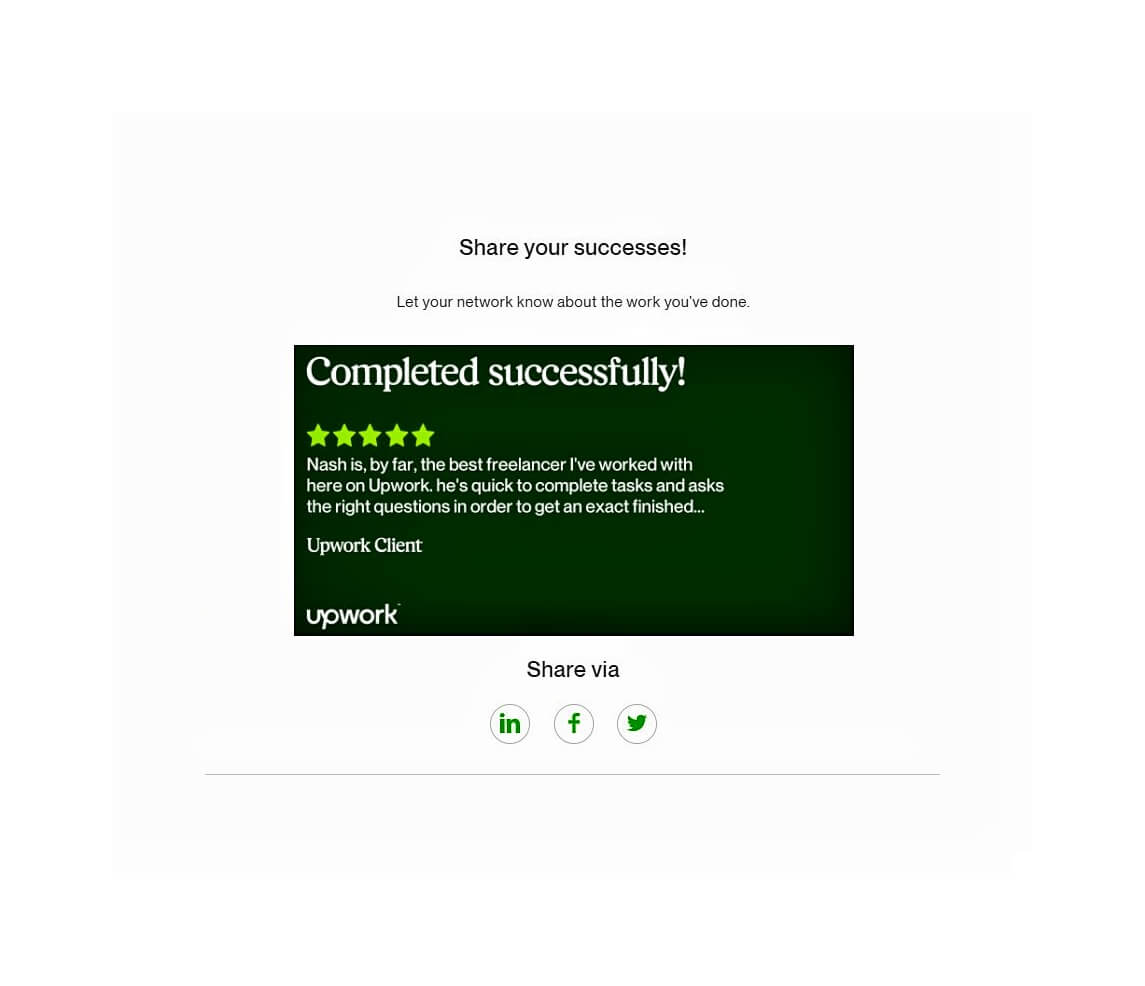 Share your successes!
Let your network know about the work you've done.
Completed successfully!
Nash is, by far, the best freelancer I've worked with
here on Upwork. he's quick to complete tasks and asks
the right questions in order to get an exact finished...
Upwork Client
upwork
Share via
in f